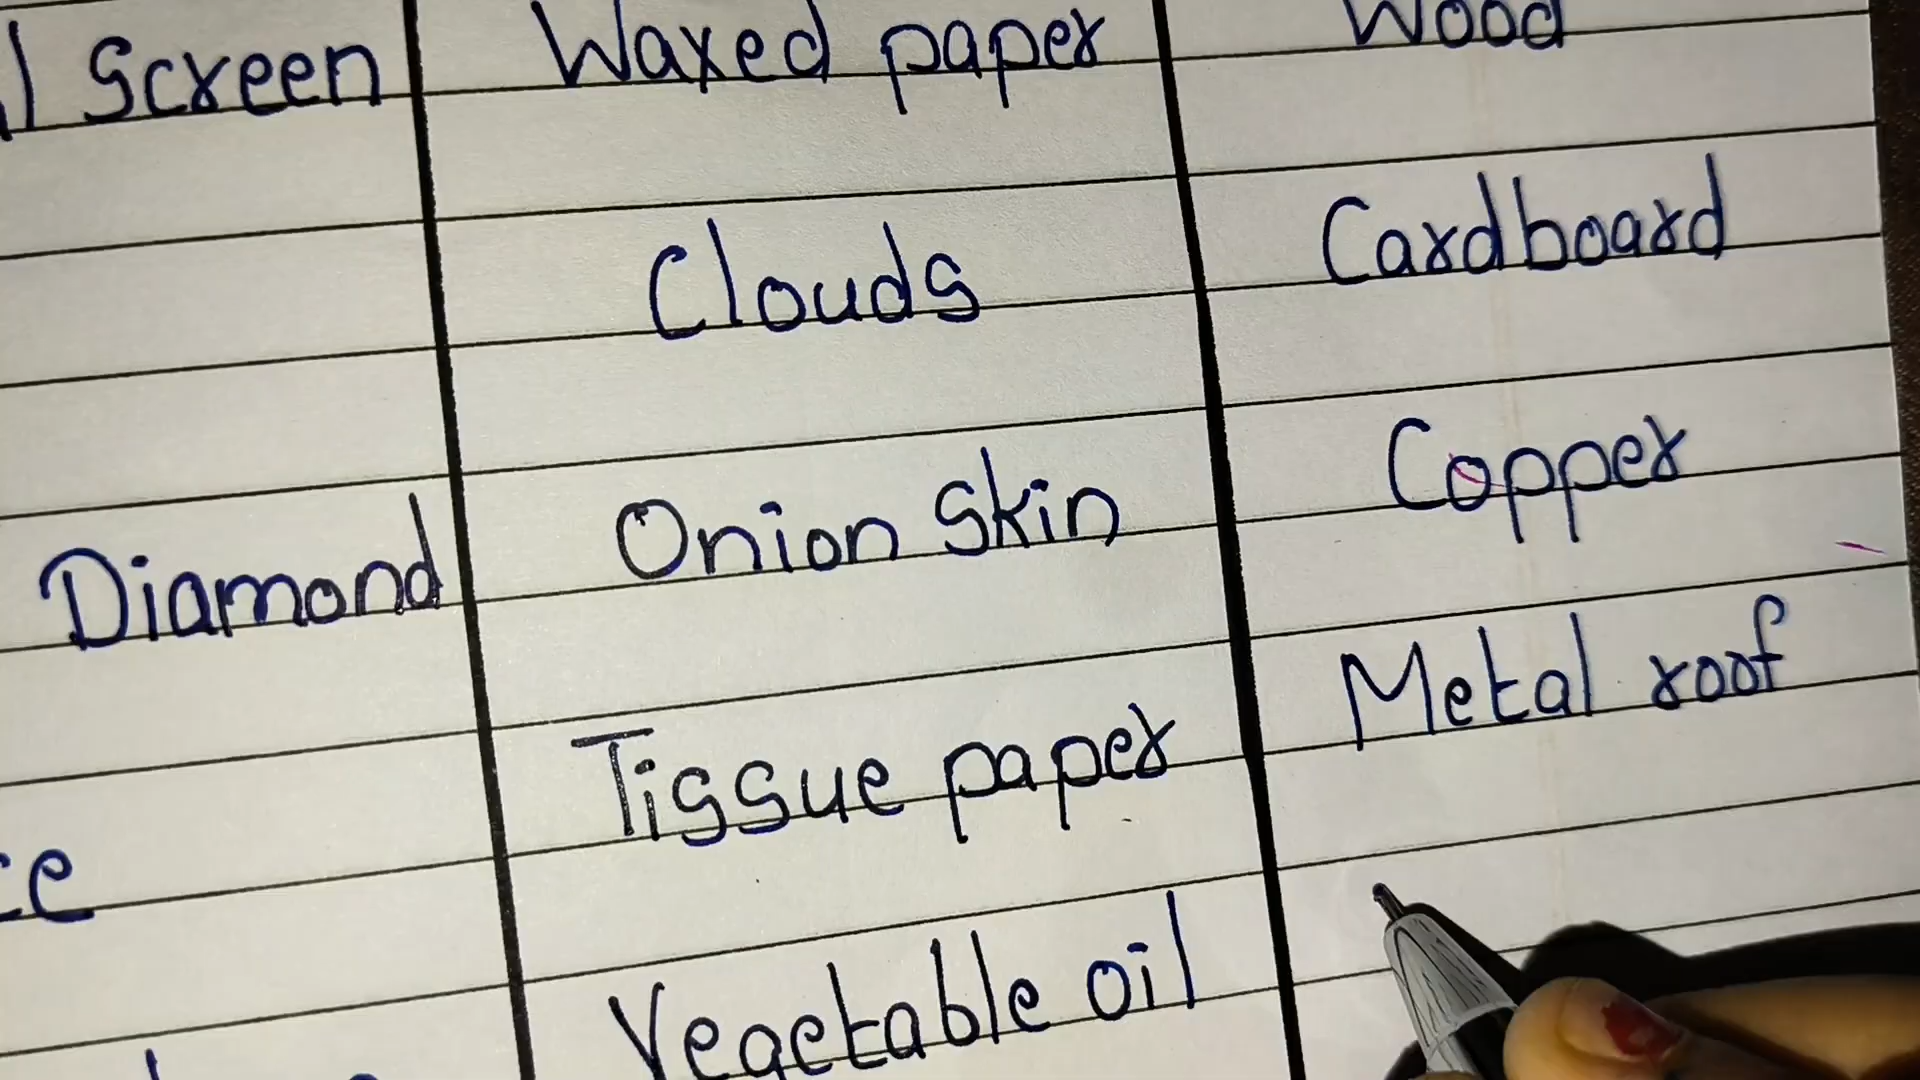 Screen Waxed paper Wood
Clouds Cardboard
Diamond Onion Skin Copper
Tissue paper Metal roof
Vegetable oil